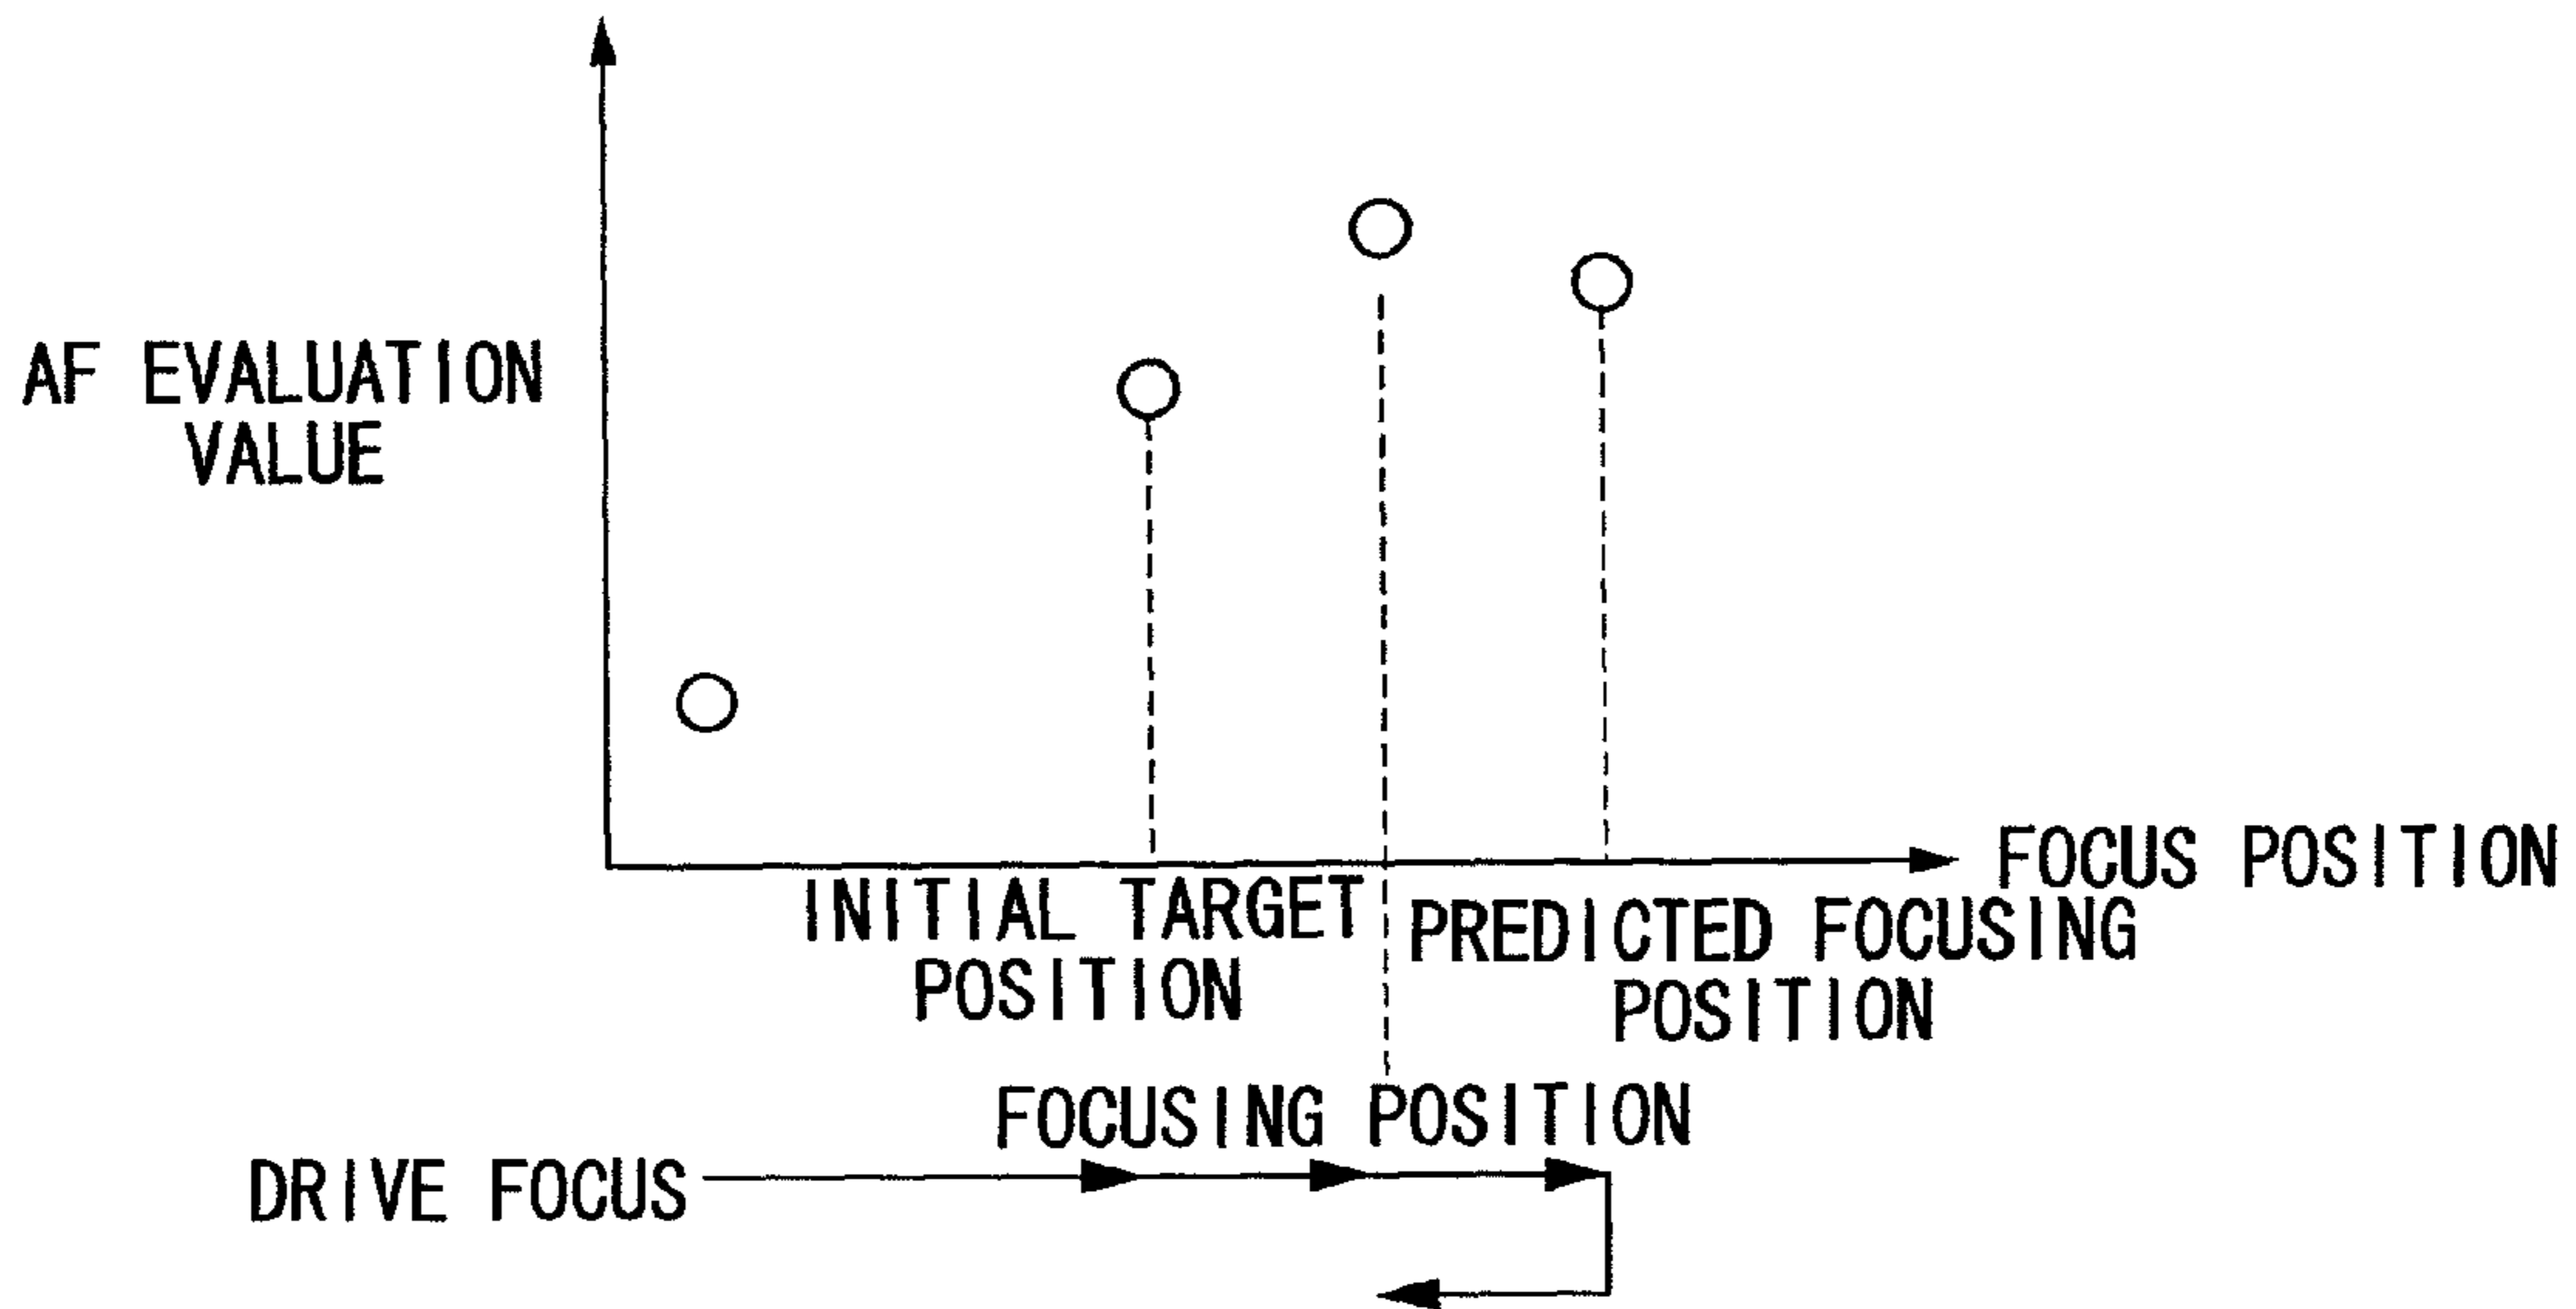 AF EVALUATION
VALUE
FOCUS POSITION
INITIAL TARGET
POSITION
PREDICTED FOCUSING
POSITION
FOCUSING POSITION
DRIVE FOCUS